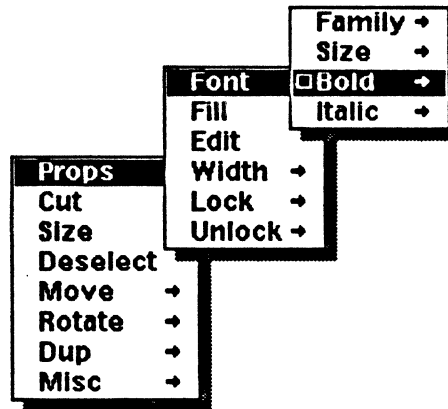 Family →
Size →
Bold →
Italic →
Font
Fill
Edit
Width →
Lock →
Unlock →
Props
Cut
Size
Deselect
Move →
Rotate →
Dup →
Misc →